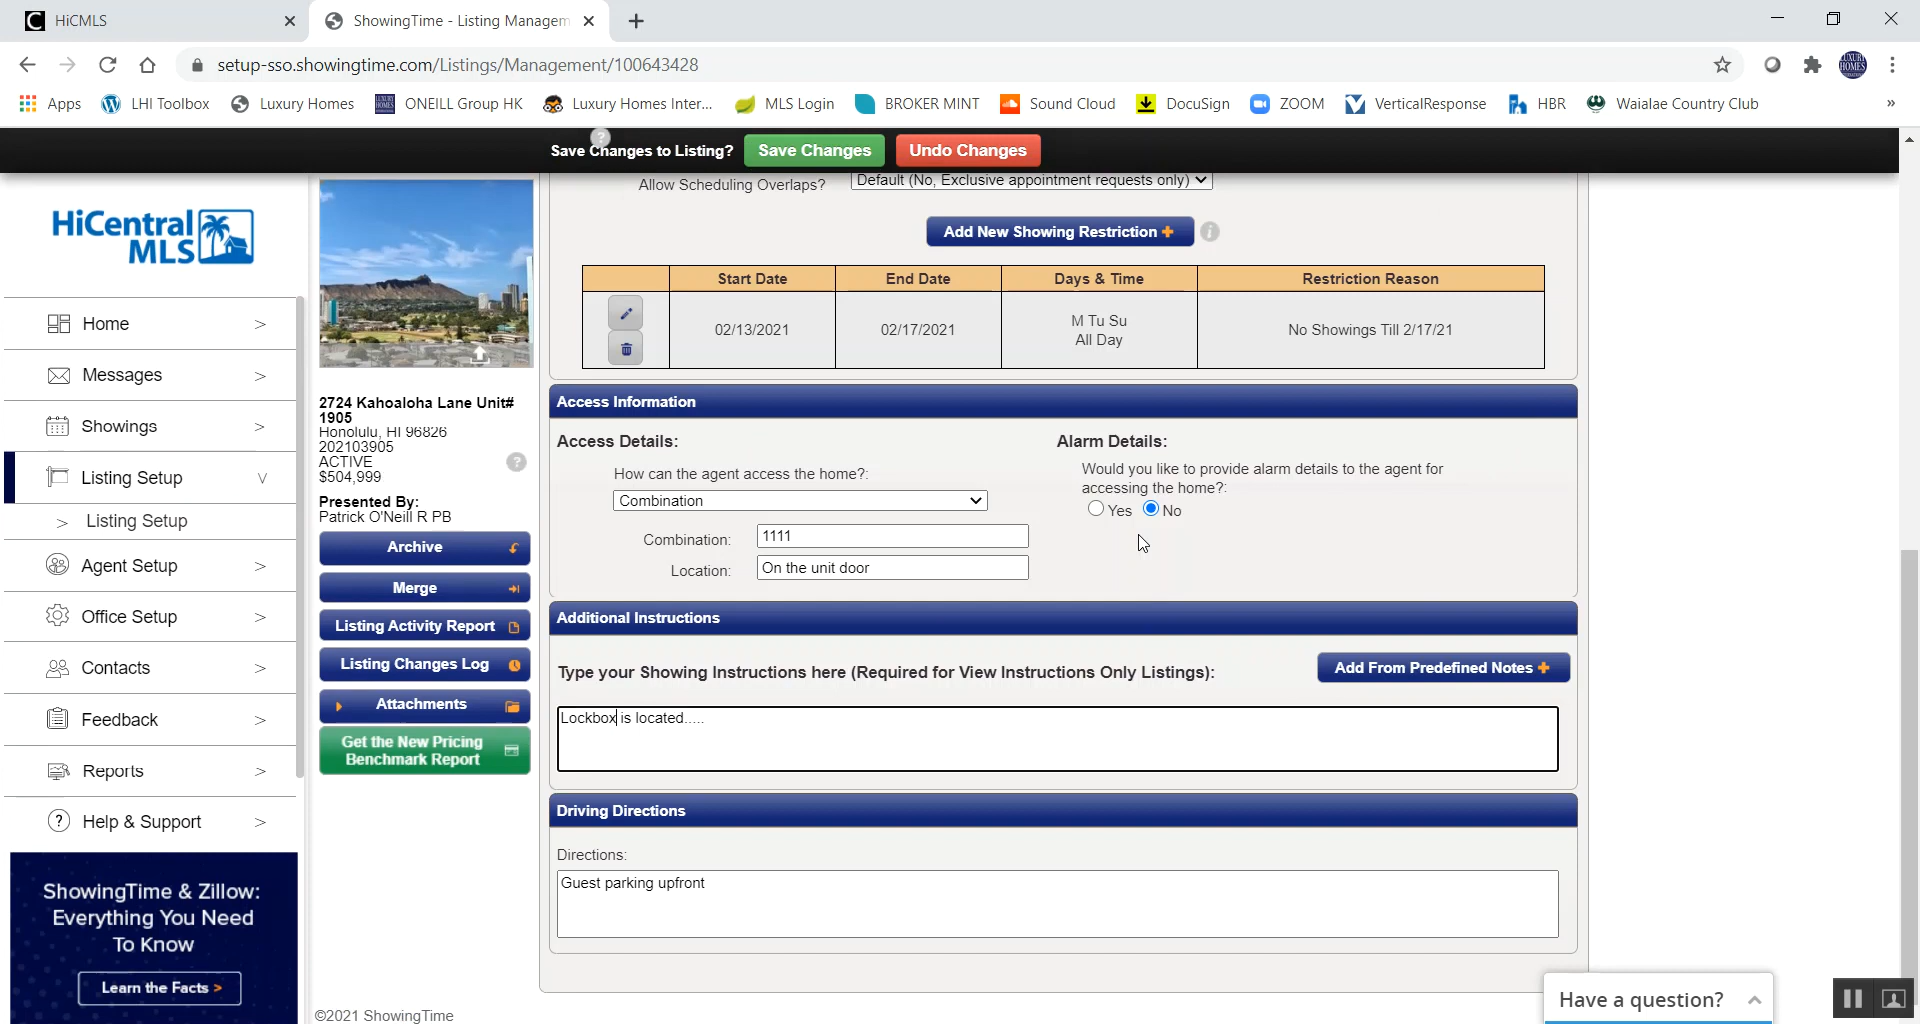 HiCMLS
ShowingTime - Listing Managem
setup-sso.showingtime.com/Listings/Management/100643428
Apps
LHI Toolbox
Luxury Homes
ONEILL Group HK
Luxury Homes Inter...
MLS Login
BROKER MINT
Sound Cloud
DocuSign
ZOOM
VerticalResponse
HBR
Waialae Country Club
»
Save Changes to Listing?
Save Changes
Undo Changes
HiCentral
MLS
Home >
Messages >
Showings >
Listing Setup
> Listing Setup
Agent Setup >
Office Setup >
Contacts >
Feedback >
Reports >
Help & Support >
ShowingTime & Zillow:
Everything You Need
To Know
Learn the Facts >
2724 Kahoaloha Lane Unit#
1905
Honolulu, HI 96826
202103905
ACTIVE
$504,999
Presented By:
Patrick O'Neill R PB
Archive
Merge
Listing Activity Report
Listing Changes Log
Attachments
Get the New Pricing
Benchmark Report
©2021 ShowingTime
Allow Scheduling Overlaps? Default (No, Exclusive appointment requests only)
Add New Showing Restriction +
Start Date End Date Days & Time Restriction Reason
02/13/2021 02/17/2021 M Tu Su
All Day No Showings Till 2/17/21
Access Information
Access Details:
How can the agent access the home?:
Combination
Combination: 1111
Location: On the unit door
Alarm Details:
Would you like to provide alarm details to the agent for
accessing the home?:
Yes No
Additional Instructions
Type your Showing Instructions here (Required for View Instructions Only Listings):
Add From Predefined Notes +
Lockbox is located.....
Driving Directions
Directions:
Guest parking upfront
Have a question?